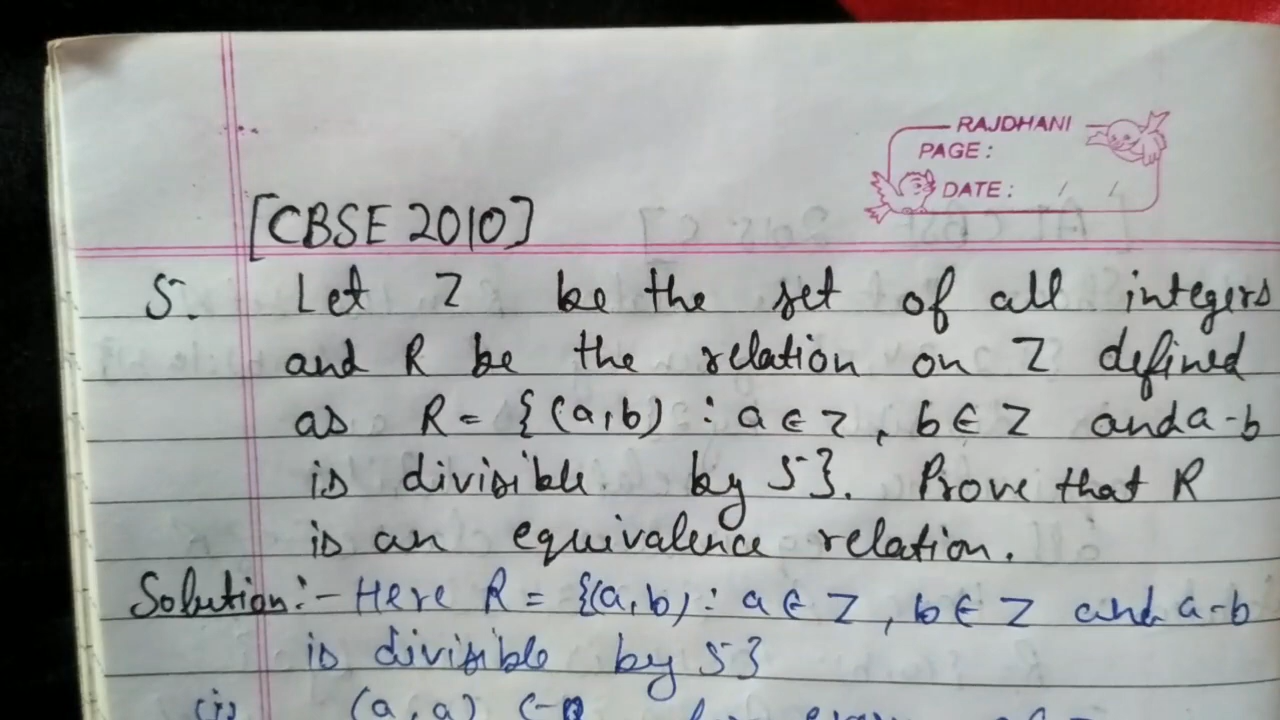 RAJDHANI
PAGE :
DATE : / /
[CBSE 2010]
5. Let Z be the set of all integers
and R be the relation on Z defined
as R = {(a,b) : a ∈ Z, b ∈ Z and a-b
is divisible by 5}. Prove that R
is an equivalence relation.
Solution:- Here R = {(a,b) : a ∈ Z, b ∈ Z and a-b
is divisible by 5}
(i) (a,a)